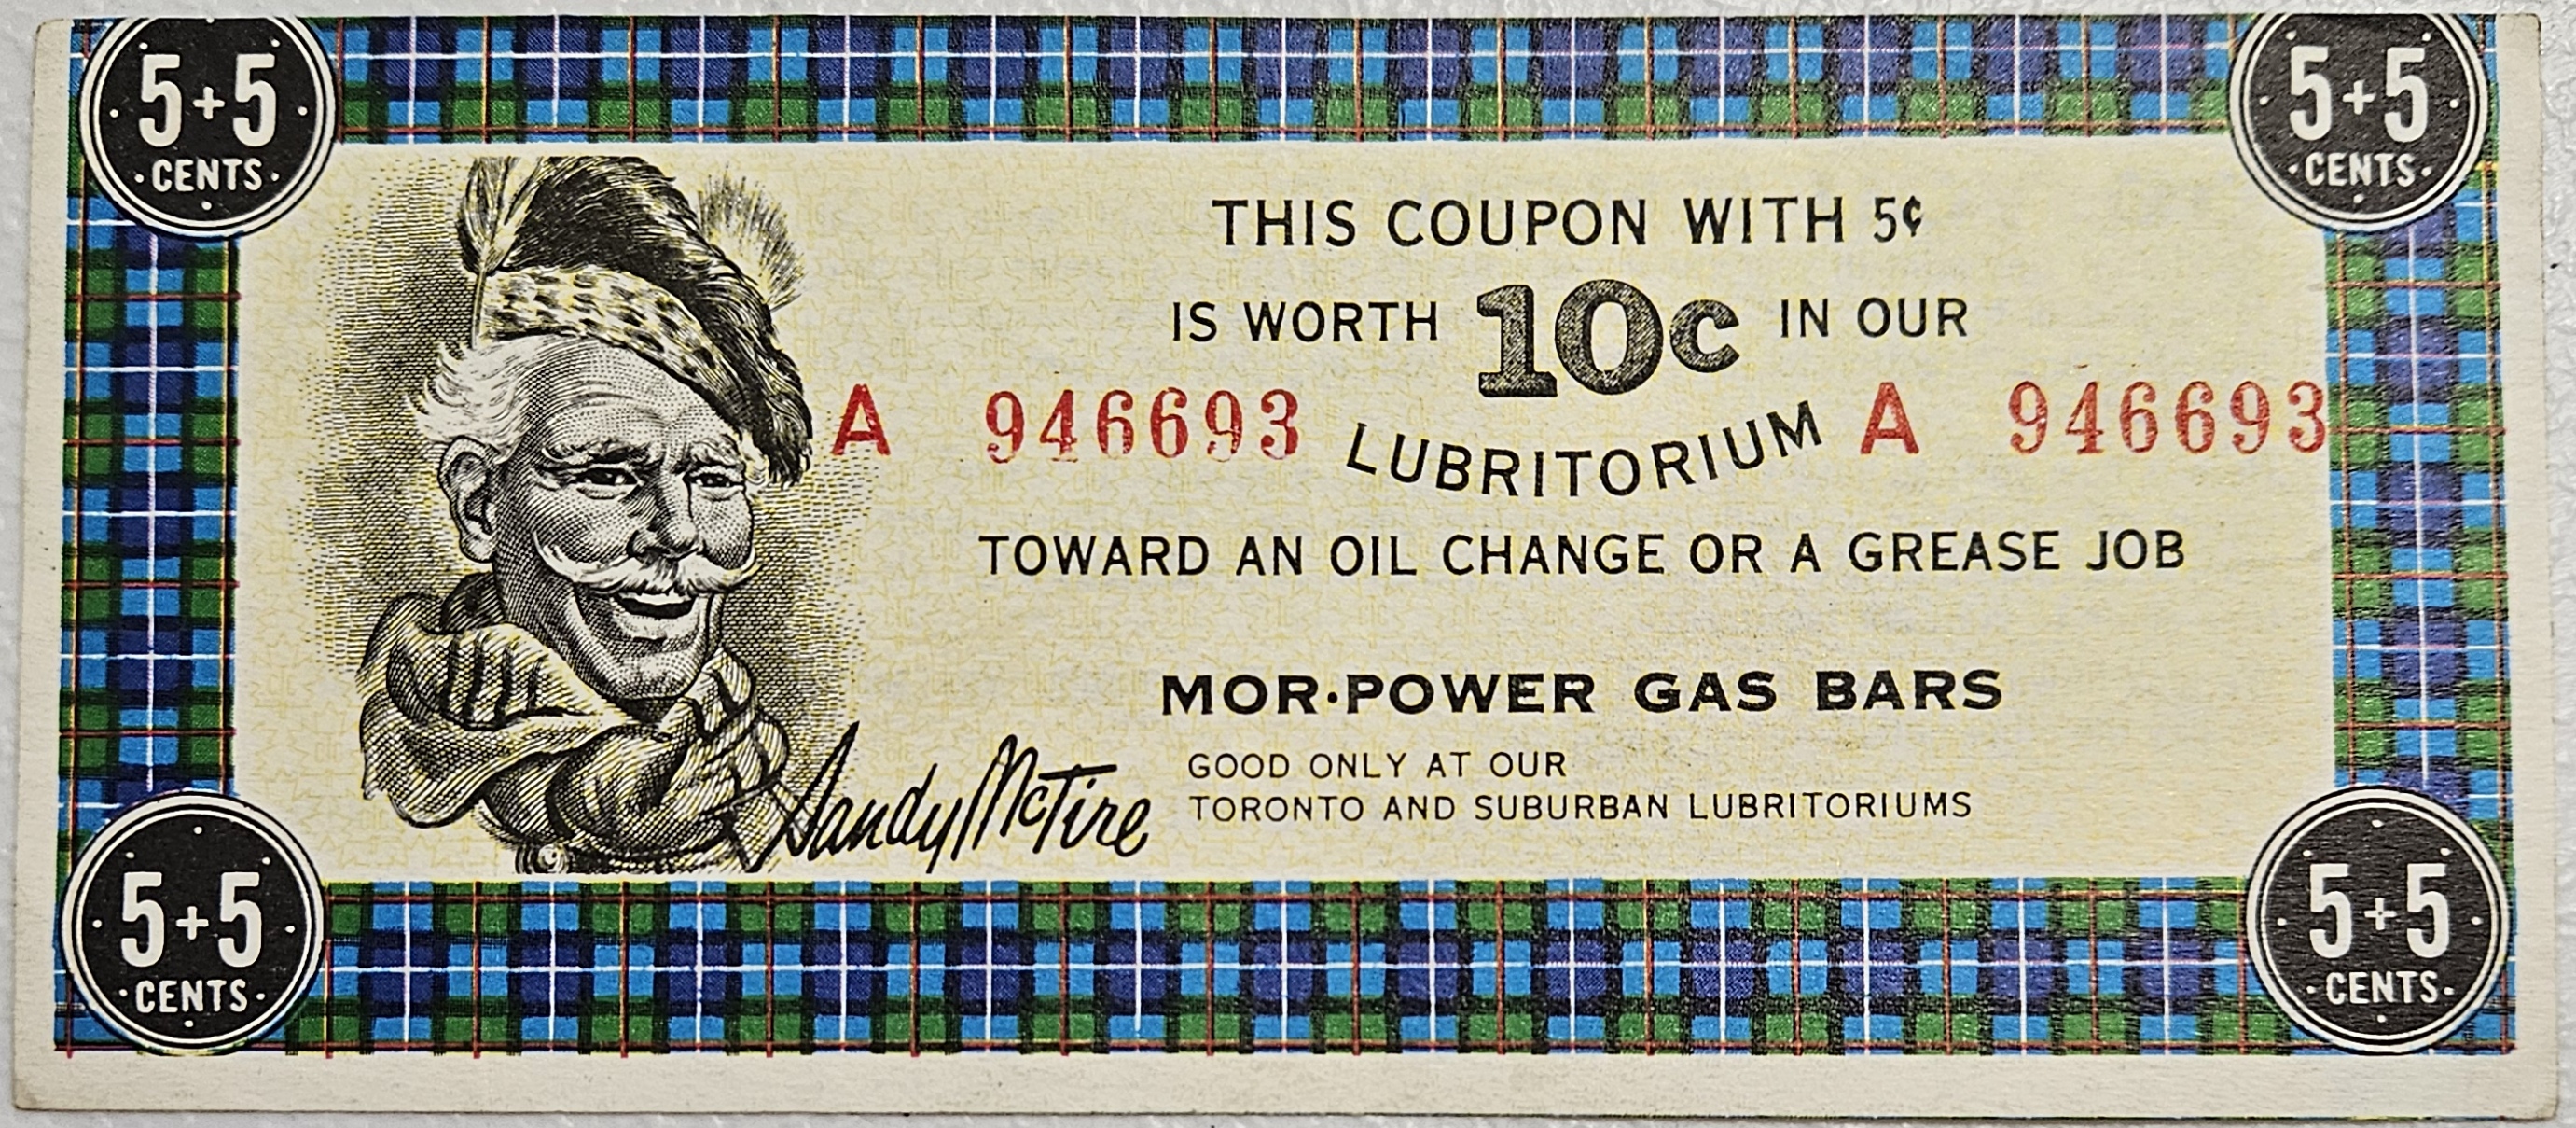 5+5
CENTS
5+5
CENTS
THIS COUPON WITH 5¢
IS WORTH 10c IN OUR
A 946693
LUBRITORIUM
A 946693
TOWARD AN OIL CHANGE OR A GREASE JOB
MOR·POWER GAS BARS
GOOD ONLY AT OUR
TORONTO AND SUBURBAN LUBRITORIUMS
Sandy McTire
5+5
CENTS
5+5
CENTS